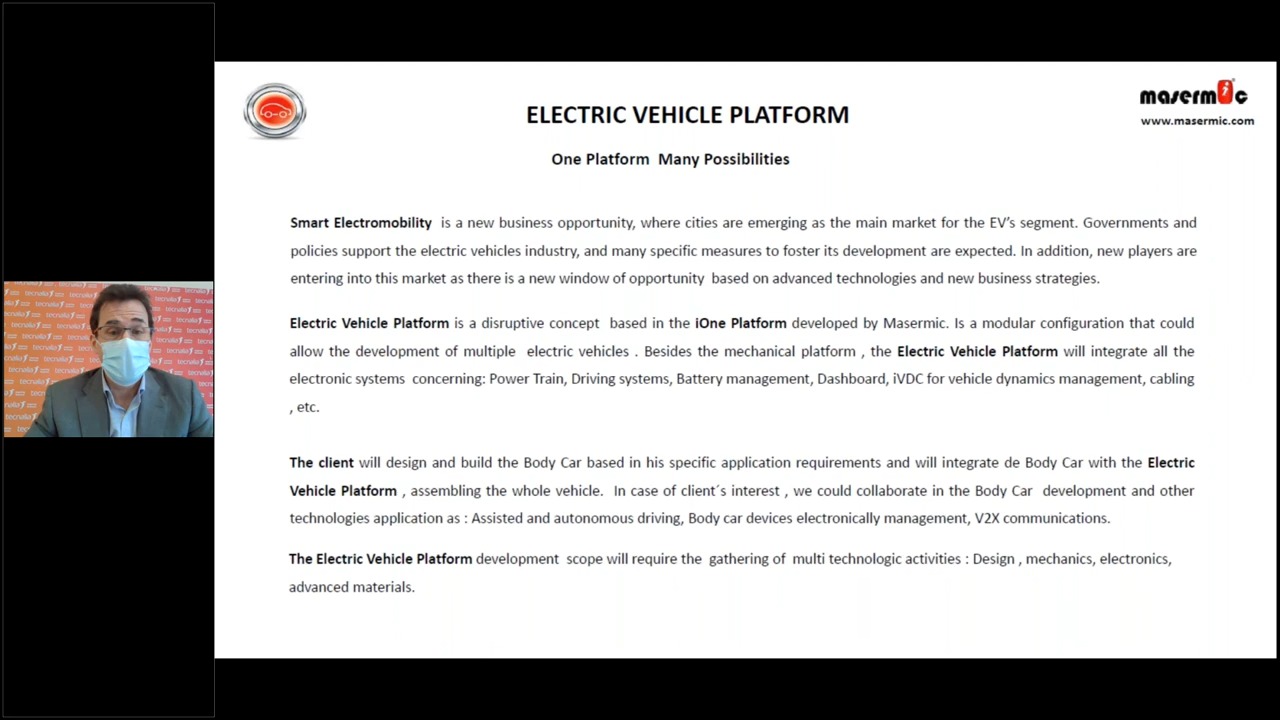 masermic
www.masermic.com
ELECTRIC VEHICLE PLATFORM
One Platform Many Possibilities
Smart Electromobility is a new business opportunity, where cities are emerging as the main market for the EV's segment. Governments and
policies support the electric vehicles industry, and many specific measures to foster its development are expected. In addition, new players are
entering into this market as there is a new window of opportunity based on advanced technologies and new business strategies.
Electric Vehicle Platform is a disruptive concept based in the iOne Platform developed by Masermic. Is a modular configuration that could
allow the development of multiple electric vehicles . Besides the mechanical platform , the Electric Vehicle Platform will integrate all the
electronic systems concerning: Power Train, Driving systems, Battery management, Dashboard, iVDC for vehicle dynamics management, cabling
, etc.
The client will design and build the Body Car based in his specific application requirements and will integrate de Body Car with the Electric
Vehicle Platform , assembling the whole vehicle. In case of client´s interest , we could collaborate in the Body Car development and other
technologies application as : Assisted and autonomous driving, Body car devices electronically management, V2X communications.
The Electric Vehicle Platform development scope will require the gathering of multi technologic activities : Design , mechanics, electronics,
advanced materials.
tecnalia